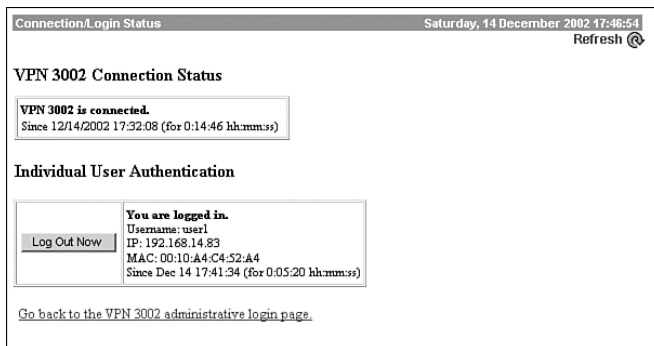 Connection/Login Status Saturday, 14 December 2002 17:46:54
Refresh
VPN 3002 Connection Status
VPN 3002 is connected.
Since 12/14/2002 17:32:08 (for 0:14:46 hh:mm:ss)
Individual User Authentication
You are logged in.
Username: user1
Log Out Now
IP: 192.168.14.83
MAC: 00:10:A4:C4:52:A4
Since Dec 14 17:41:34 (for 0:05:20 hh:mm:ss)
Go back to the VPN 3002 administrative login page.